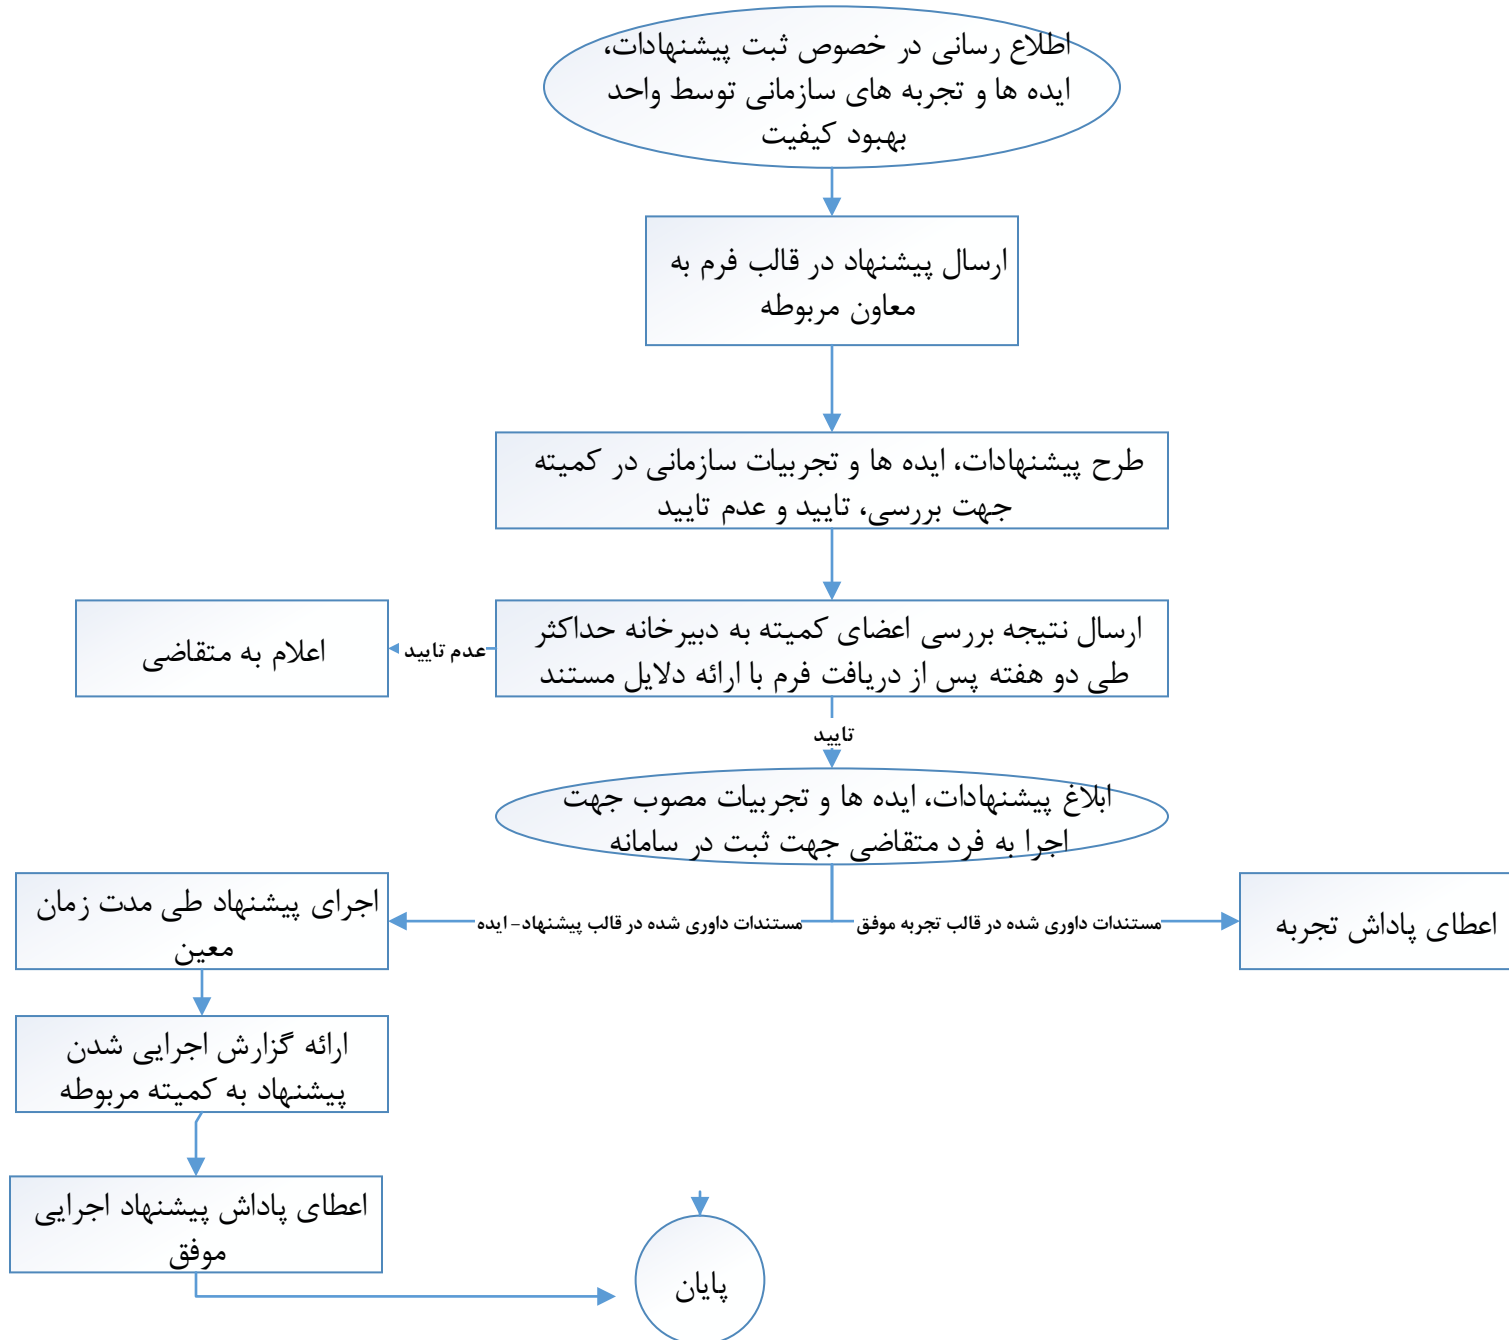 اطلاع رسانی در خصوص ثبت پیشنهادات،
ایده ها و تجربه های سازمانی توسط واحد
بهبود کیفیت
ارسال پیشنهاد در قالب فرم به
معاون مربوطه
طرح پیشنهادات، ایده ها و تجربیات سازمانی در کمیته
جهت بررسی، تایید و عدم تایید
ارسال نتیجه بررسی اعضای کمیته به دبیرخانه حداکثر
طی دو هفته پس از دریافت فرم با ارائه دلایل مستند
عدم تایید
اعلام به متقاضی
تایید
ابلاغ پیشنهادات، ایده ها و تجربیات مصوب جهت
اجرا به فرد متقاضی جهت ثبت در سامانه
مستندات داوری شده در قالب تجربه موفق
اعطای پاداش تجربه
مستندات داوری شده در قالب پیشنهاد- ایده
اجرای پیشنهاد طی مدت زمان
معین
ارائه گزارش اجرایی شدن
پیشنهاد به کمیته مربوطه
اعطای پاداش پیشنهاد اجرایی
موفق
پایان